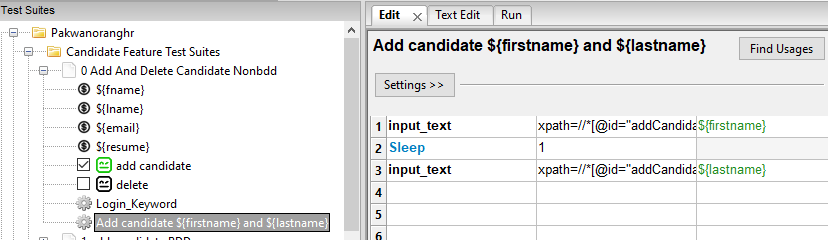 Test Suites
Pakwanoranghr
Candidate Feature Test Suites
0 Add And Delete Candidate Nonbdd
${fname}
${lname}
${email}
${resume}
add candidate
delete
Login_Keyword
Add candidate ${firstname} and ${lastname}
Edit Text Edit Run
Add candidate ${firstname} and ${lastname} Find Usages
Settings >>
1 input_text xpath=//*[@id="addCandida ${firstname}
2 Sleep 1
3 input_text xpath=//*[@id="addCandida ${lastname}
4
5
6